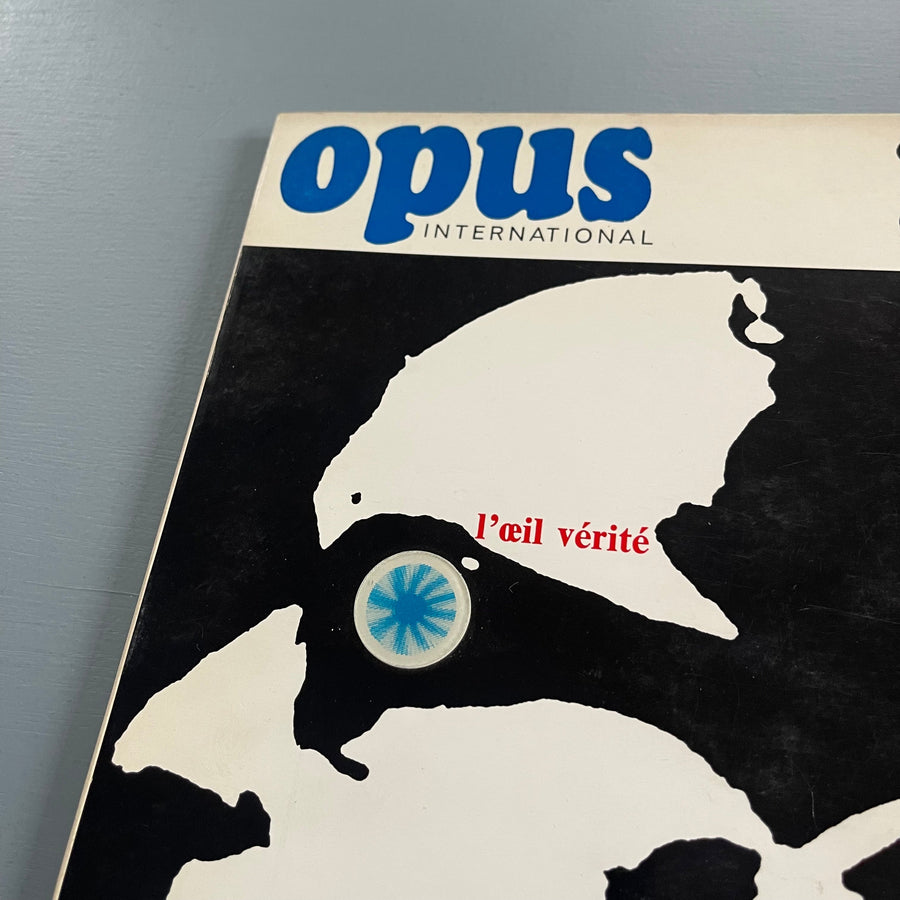 opus
INTERNATIONAL
l'œil vérité